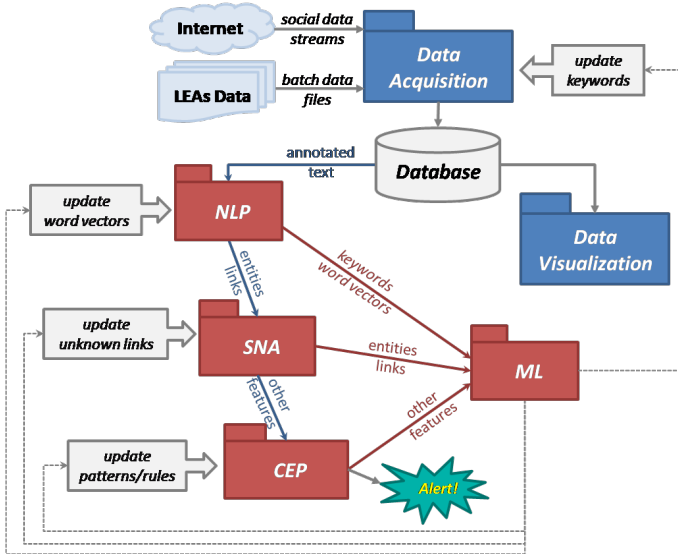 Internet
social data
streams
Data
Acquisition
update
keywords
LEAs Data
batch data
files
annotated
text
Database
update
word vectors
NLP
Data
Visualization
keywords
word vectors
entities
links
update
unknown links
SNA
entities
links
ML
other
features
other
features
update
patterns/rules
CEP
Alert!